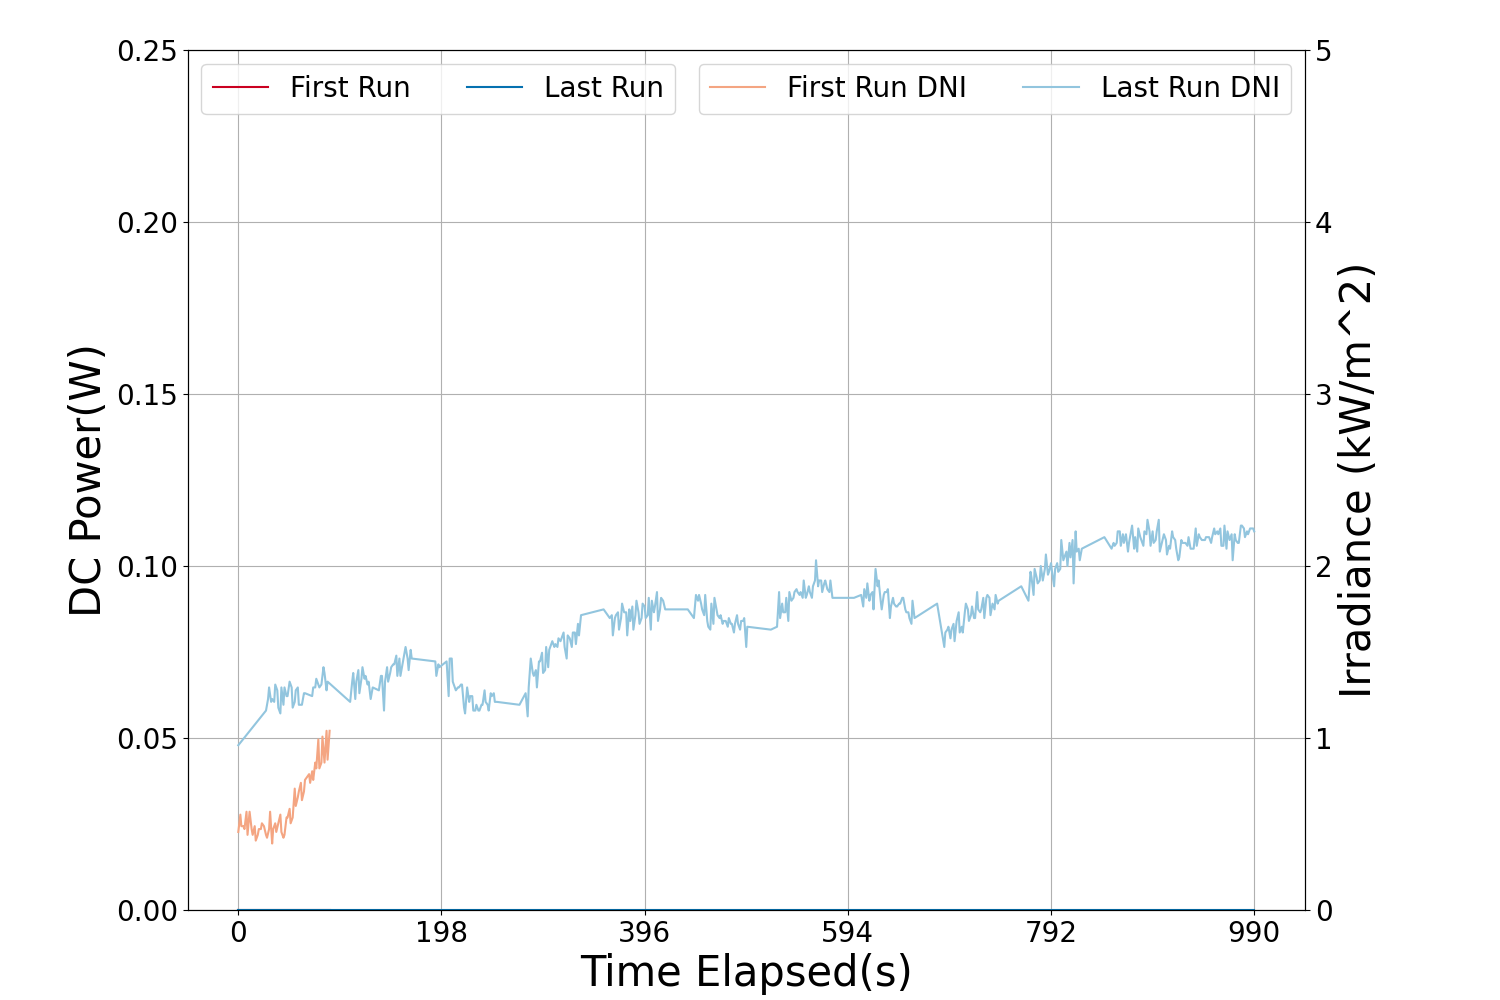 First Run
Last Run
First Run DNI
Last Run DNI
DC Power(W)
0.25
0.20
0.15
0.10
0.05
0.00
0
198
396
594
792
990
Time Elapsed(s)
5
4
3
2
1
0
Irradiance (kW/m^2)